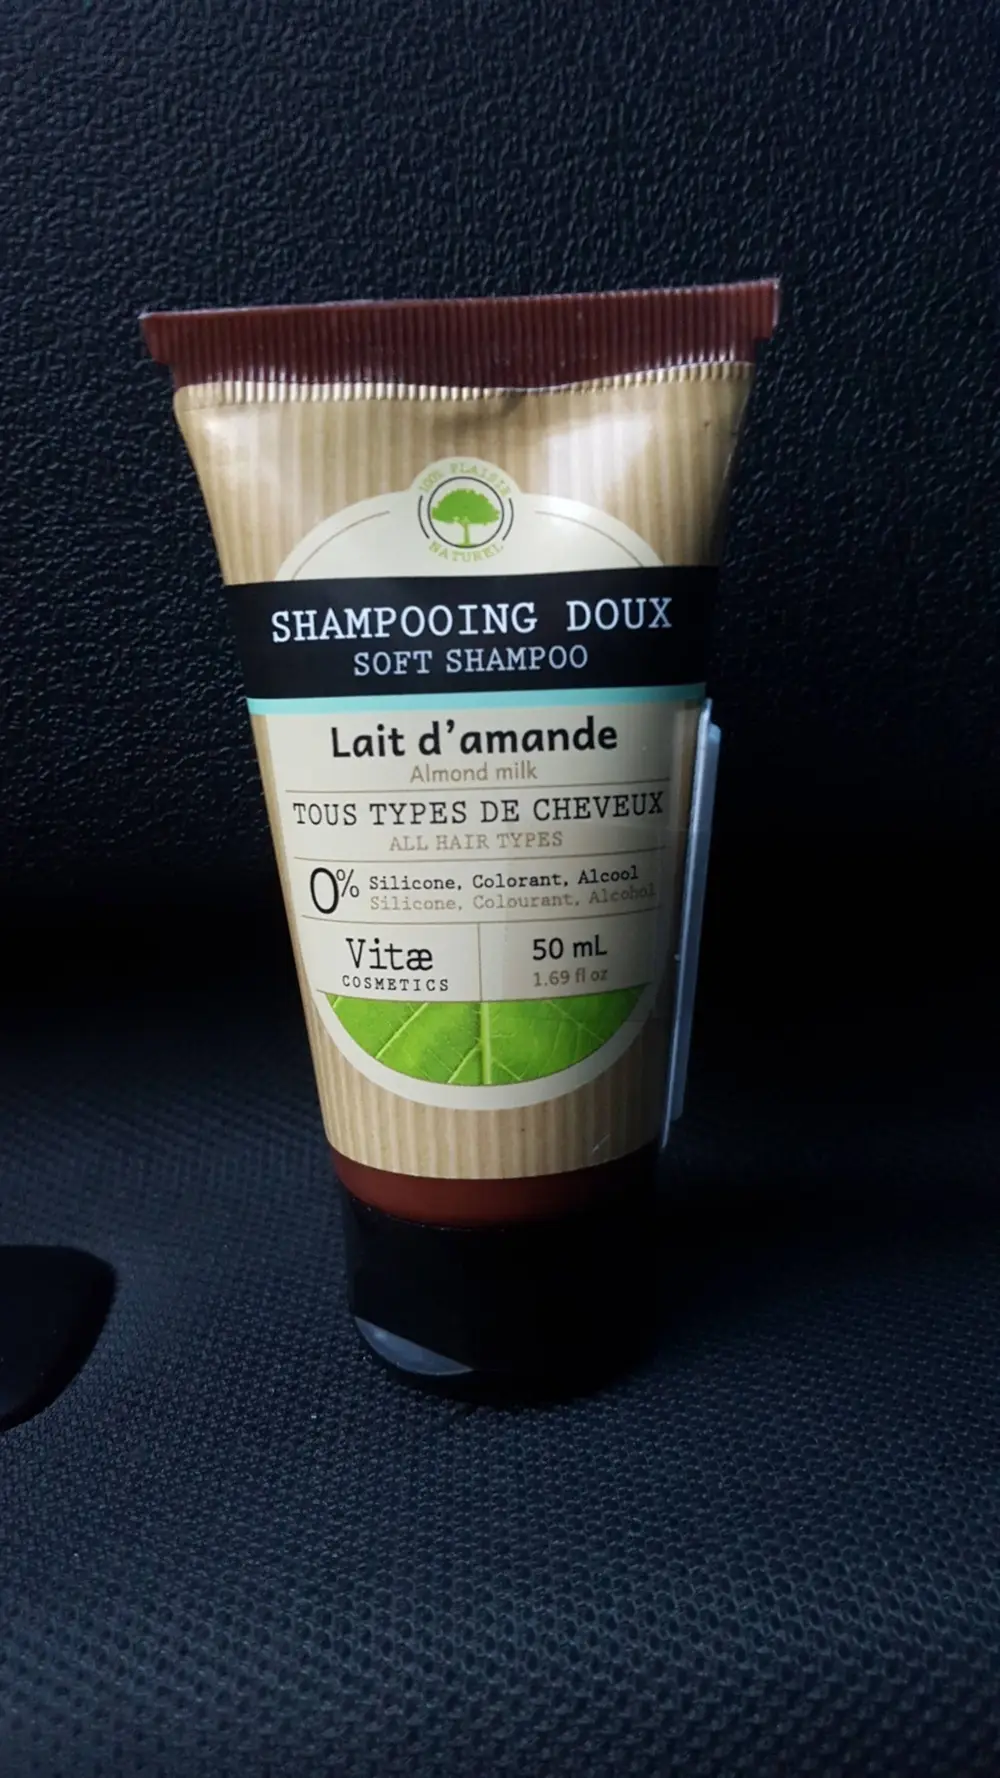 100% PLAISIR
NATUREL
SHAMPOOING DOUX
SOFT SHAMPOO
Lait d'amande
Almond milk
TOUS TYPES DE CHEVEUX
ALL HAIR TYPES
0% Silicone, Colorant, Alcool
Silicone, Colourant, Alcohol
Vitæ
COSMETICS
50 mL
1.69 fl oz